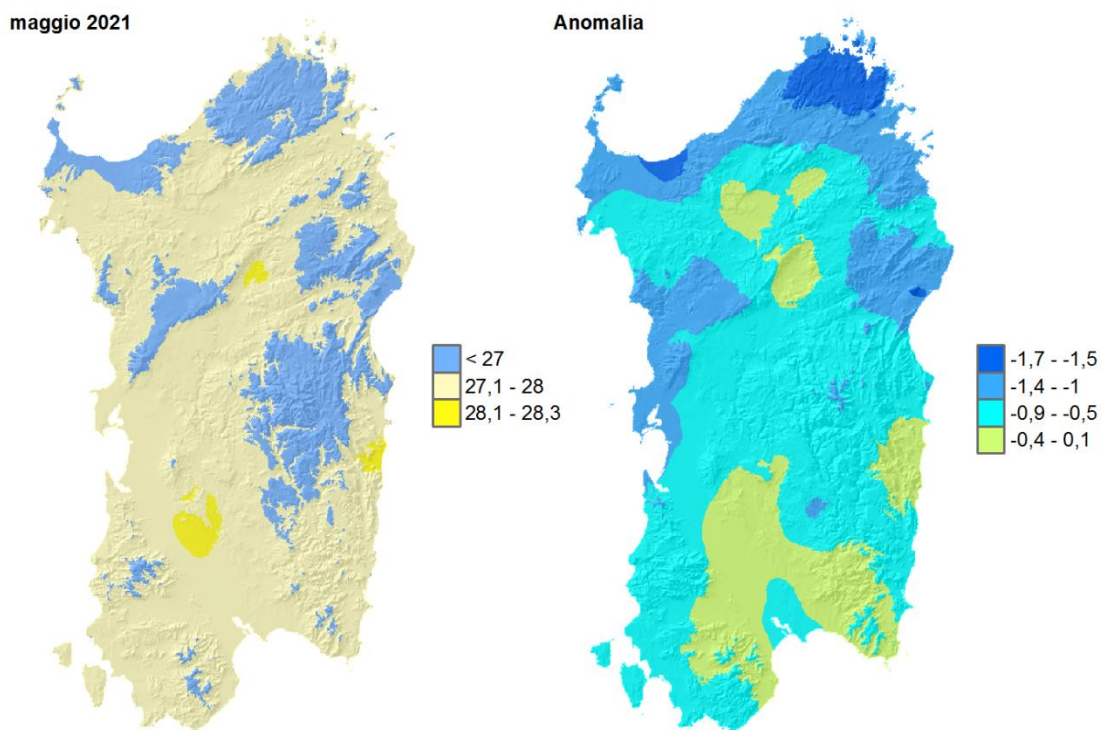 maggio 2021
Anomalia
< 27
27,1 - 28
28,1 - 28,3
-1,7 - -1,5
-1,4 - -1
-0,9 - -0,5
-0,4 - 0,1